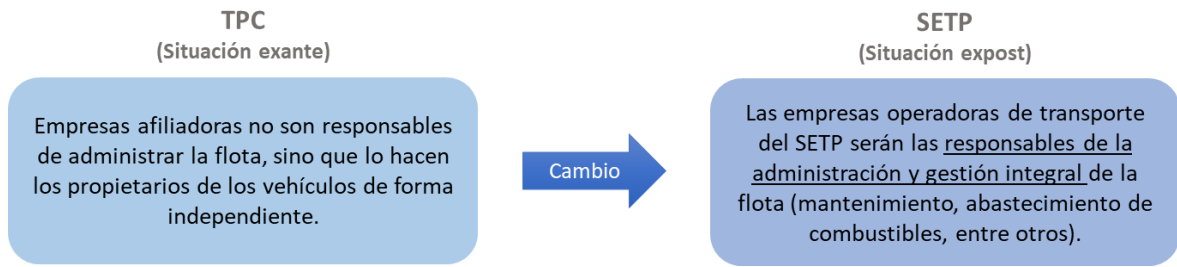 TPC
(Situación exante)
Empresas afiliadoras no son responsables
de administrar la flota, sino que lo hacen
los propietarios de los vehículos de forma
independiente.
Cambio
SETP
(Situación expost)
Las empresas operadoras de transporte
del SETP serán las responsables de la
administración y gestión integral de la
flota (mantenimiento, abastecimiento de
combustibles, entre otros).